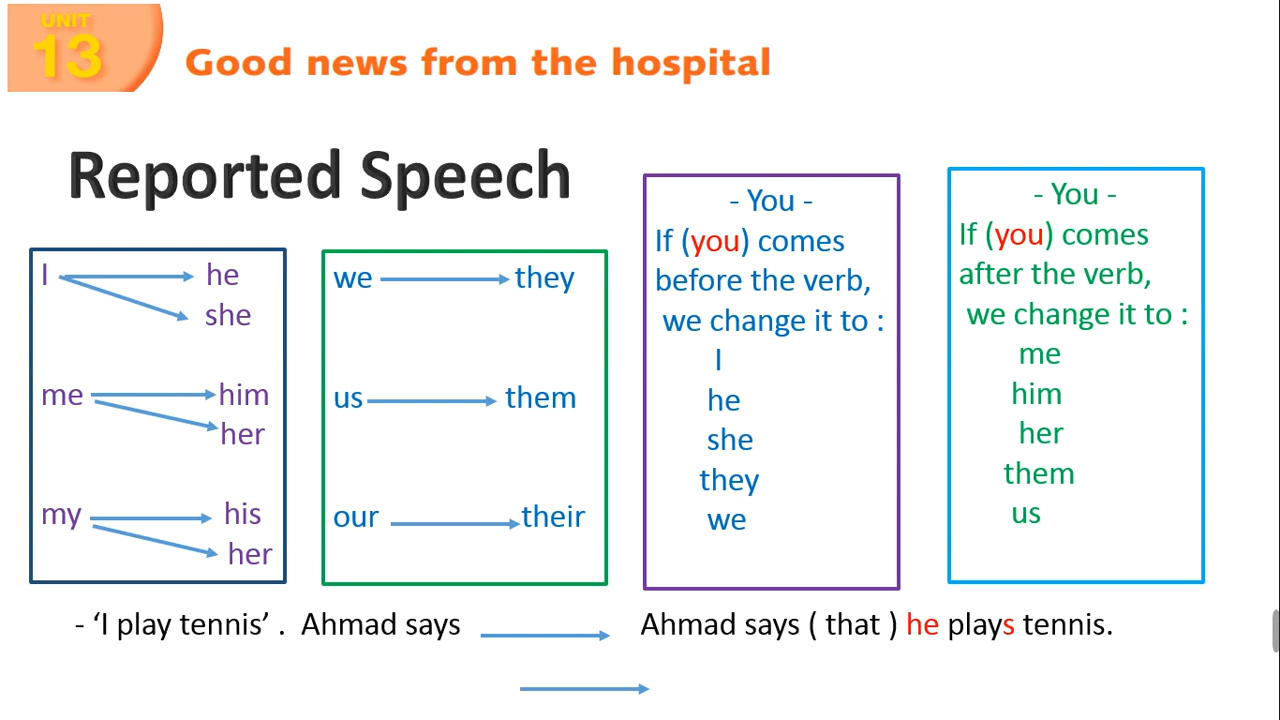 UNIT
13
Good news from the hospital
Reported Speech
I he
she
me him
her
my his
her
we they
us them
our their
- You -
If (you) comes
before the verb,
we change it to :
I
he
she
they
we
- You -
If (you) comes
after the verb,
we change it to :
me
him
her
them
us
- ‘I play tennis’ . Ahmad says Ahmad says ( that ) he plays tennis.